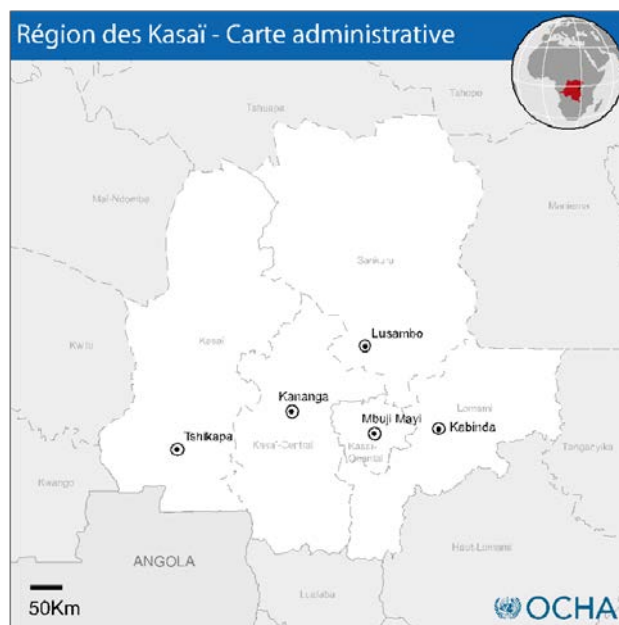 Région des Kasaï - Carte administrative
Tshuapa
Tshopo
Maï-Ndombe
Maniema
Sankuru
Kwilu
Kasaï
Lusambo
Kananga
Lomami
Mbuji Mayi
Kabinda
Tshikapa
Kasaï-Central
Kasaï-
Oriental
Tanganyika
Kwango
ANGOLA
Haut-Lomami
Lualaba
50Km
OCHA